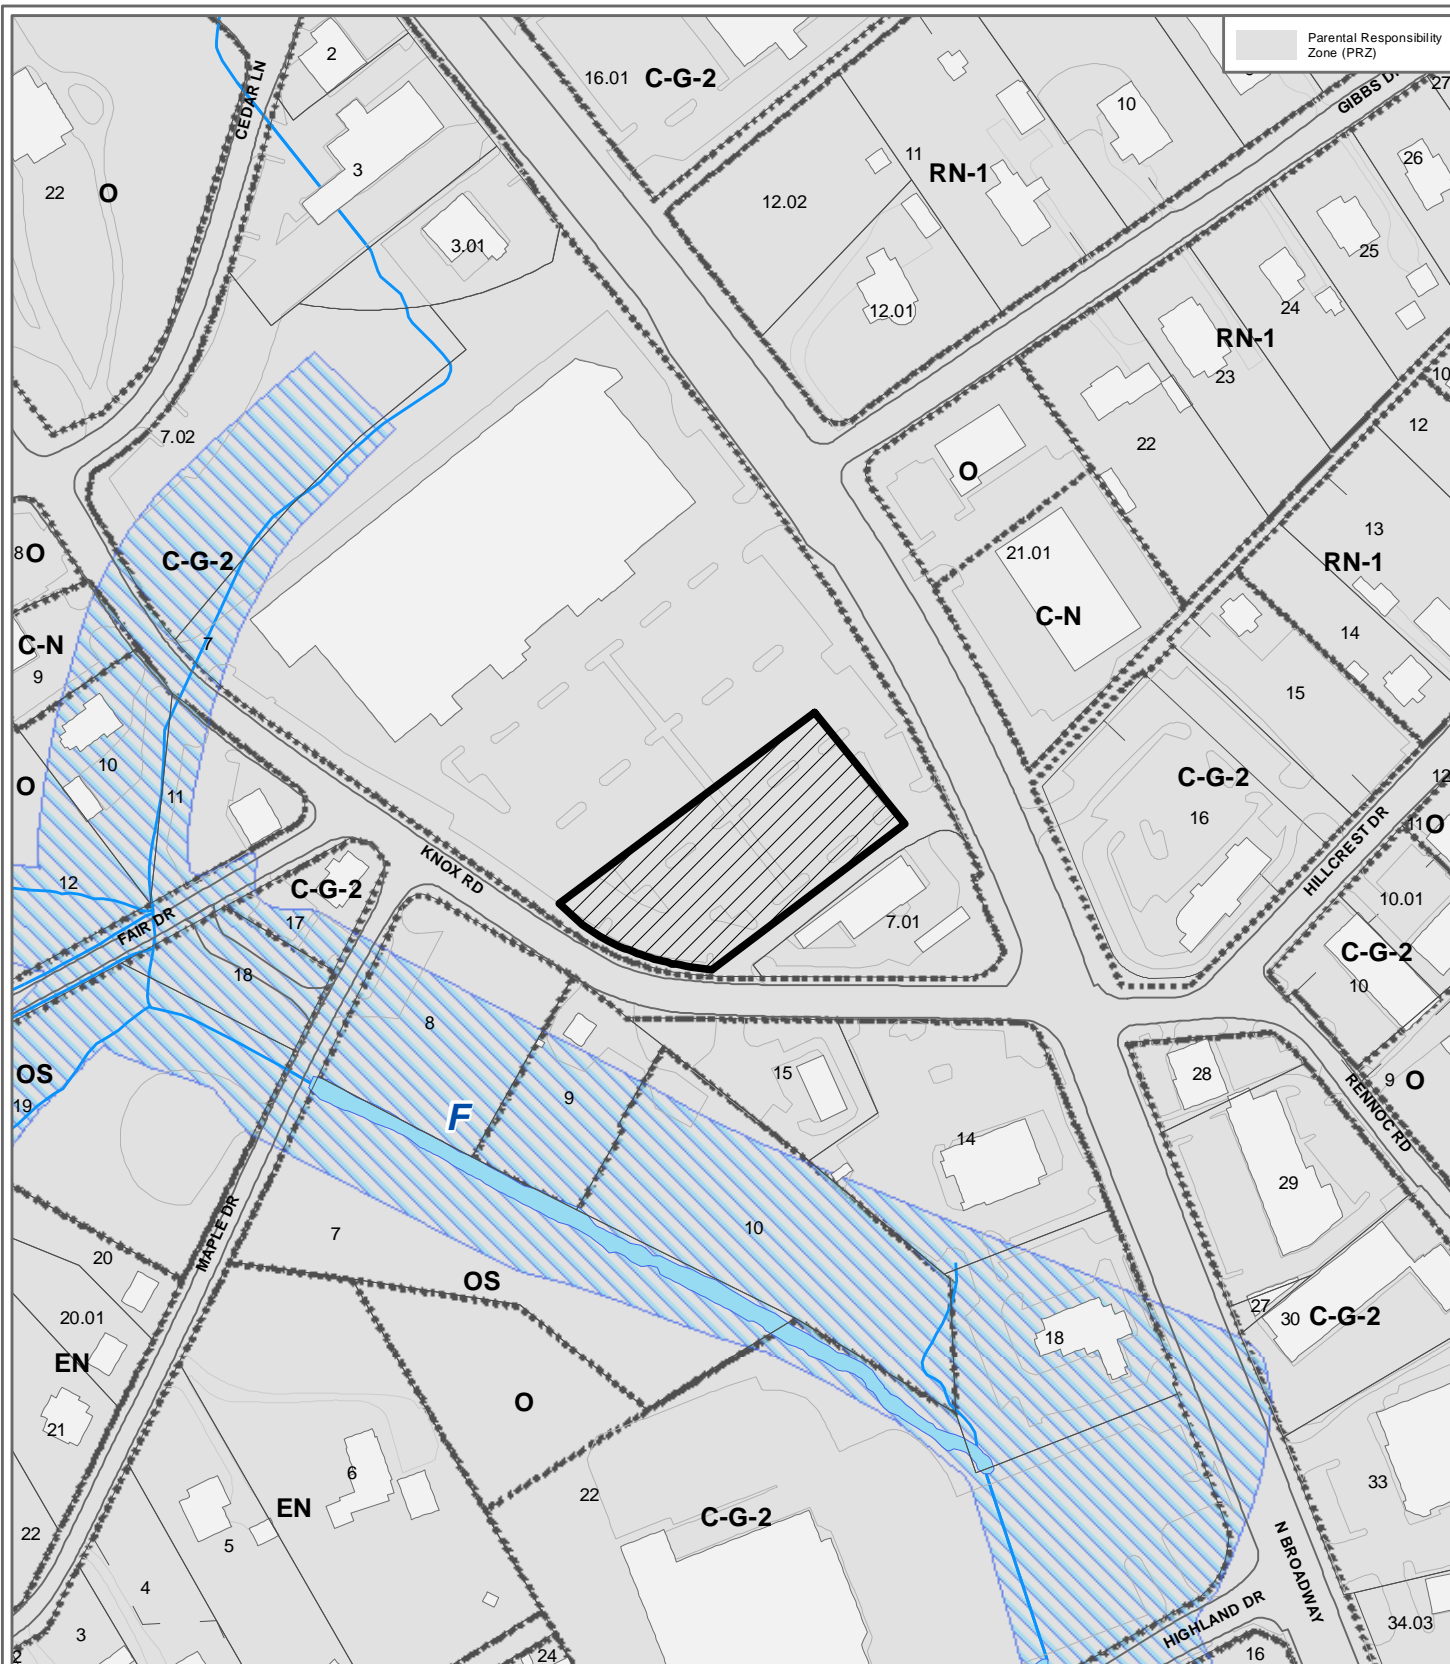 Parental Responsibility
Zone (PRZ)
2
CEDAR LN
16.01
C-G-2
GIBBS
27
10
3
11
RN-1
26
22
O
12.02
3.01
25
12.01
24
RN-1
23
10
7.02
12
22
O
13
8
O
C-G-2
21.01
RN-1
C-N
14
C-N
7
9
15
10
C-G-2
O
11
16
12
11
O
KNOX RD
HILLCREST DR
12
C-G-2
10.01
FAIR DR
17
7.01
C-G-2
18
10
8
OS
15
28
9
O
19
9
RENNOC RD
F
14
29
MAPLE DR
7
10
20
OS
20.01
27
30
C-G-2
18
EN
O
21
6
33
22
EN
C-G-2
22
5
N BROADWAY
4
HIGHLAND DR
3
34.03
2
24
16